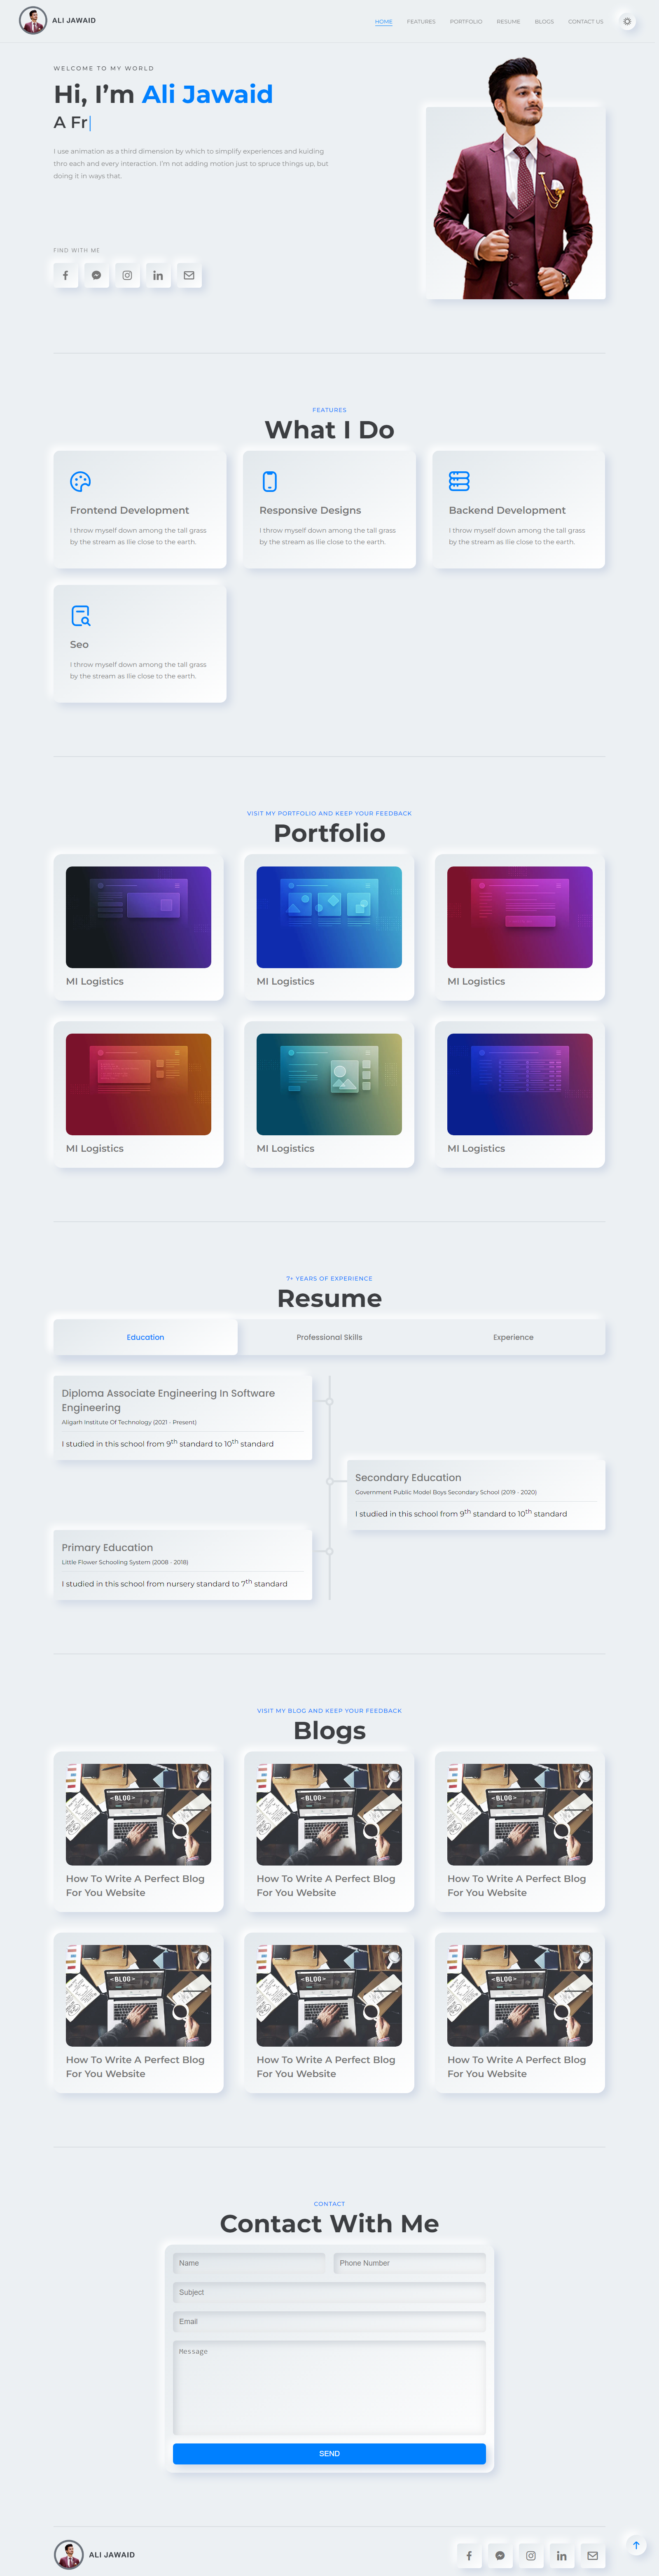 ALI JAWAID
HOME FEATURES PORTFOLIO RESUME BLOGS CONTACT US
WELCOME TO MY WORLD
Hi, I’m Ali Jawaid
A Fr
I use animation as a third dimension by which to simplify experiences and kuiding
thro each and every interaction. I'm not adding motion just to spruce things up, but
doing it in ways that.
FIND WITH ME
FEATURES
What I Do
Frontend Development
I throw myself down among the tall grass
by the stream as Ilie close to the earth.
Responsive Designs
I throw myself down among the tall grass
by the stream as Ilie close to the earth.
Backend Development
I throw myself down among the tall grass
by the stream as Ilie close to the earth.
Seo
I throw myself down among the tall grass
by the stream as Ilie close to the earth.
VISIT MY PORTFOLIO AND KEEP YOUR FEEDBACK
Portfolio
MI Logistics
MI Logistics
MI Logistics
MI Logistics
MI Logistics
MI Logistics
7+ YEARS OF EXPERIENCE
Resume
Education Professional Skills Experience
Diploma Associate Engineering In Software
Engineering
Aligarh Institute Of Technology (2021 - Present)
I studied in this school from 9th standard to 10th standard
Secondary Education
Government Public Model Boys Secondary School (2019 - 2020)
I studied in this school from 9th standard to 10th standard
Primary Education
Little Flower Schooling System (2008 - 2018)
I studied in this school from nursery standard to 7th standard
VISIT MY BLOG AND KEEP YOUR FEEDBACK
Blogs
<BLOG>
How To Write A Perfect Blog
For You Website
<BLOG>
How To Write A Perfect Blog
For You Website
<BLOG>
How To Write A Perfect Blog
For You Website
<BLOG>
How To Write A Perfect Blog
For You Website
<BLOG>
How To Write A Perfect Blog
For You Website
<BLOG>
How To Write A Perfect Blog
For You Website
CONTACT
Contact With Me
Name Phone Number
Subject
Email
Message
SEND
ALI JAWAID